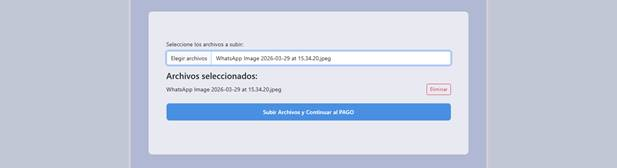 Seleccione los archivos a subir:
Elegir archivos WhatsApp Image 2026-03-29 at 15.34.20.jpeg
Archivos seleccionados:
WhatsApp Image 2026-03-29 at 15.34.20.jpeg Eliminar
Subir Archivos y Continuar al PAGO